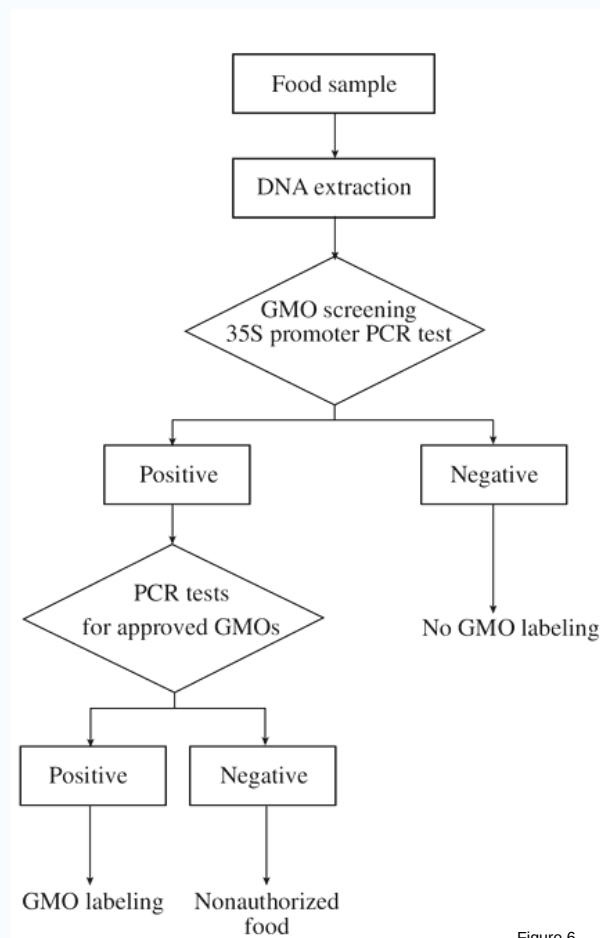 Food sample
DNA extraction
GMO screening
35S promoter PCR test
Positive
Negative
PCR tests
for approved GMOs
No GMO labeling
Positive
Negative
GMO labeling
Nonauthorized
food
Figure 6